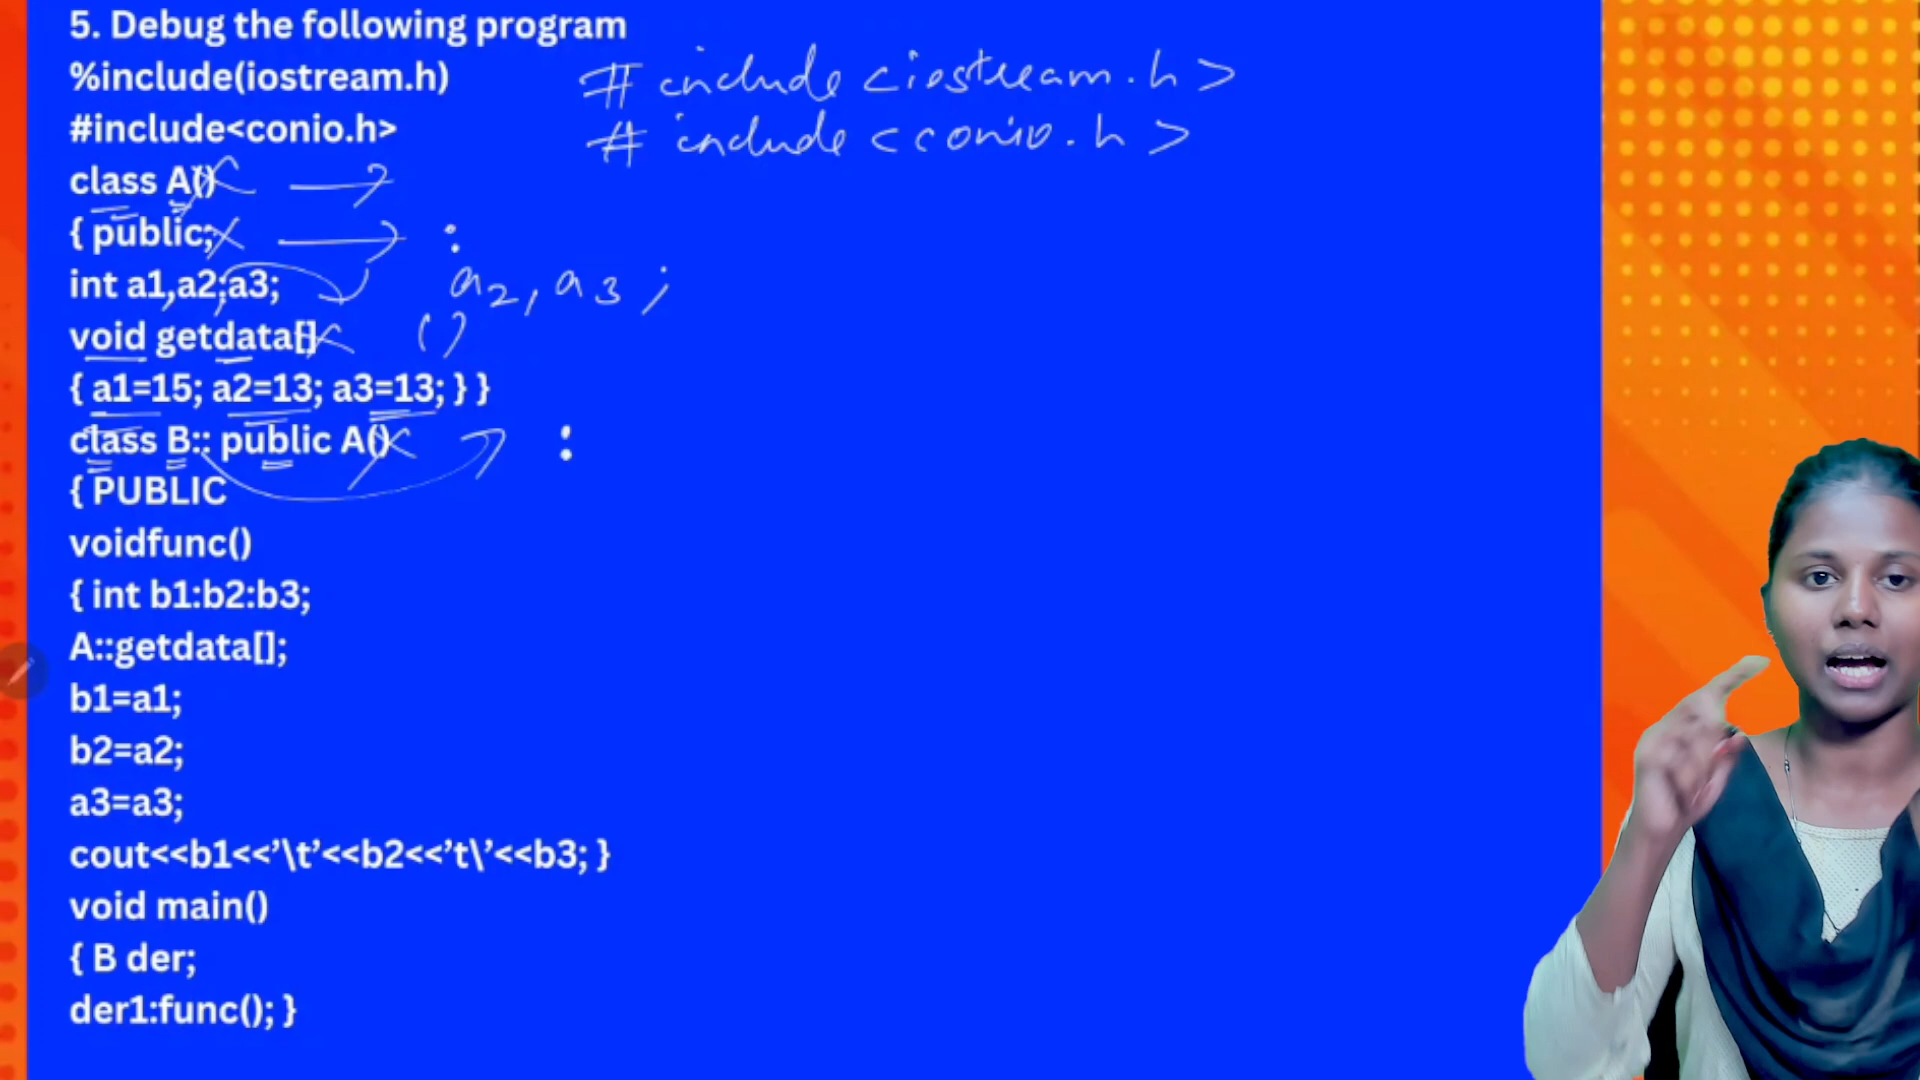 5. Debug the following program
%include(iostream.h) # include <iostream.h>
#include<conio.h> # include <conio.h>
class A()
{ public; :
int a1,a2;a3; a2, a3 ;
void getdata[] ()
{ a1=15; a2=13; a3=13; } }
class B:: public A() :
{ PUBLIC
voidfunc()
{ int b1:b2:b3;
A::getdata[];
b1=a1;
b2=a2;
a3=a3;
cout<<b1<<’\t’<<b2<<’t\’<<b3; }
void main()
{ B der;
der1:func(); }